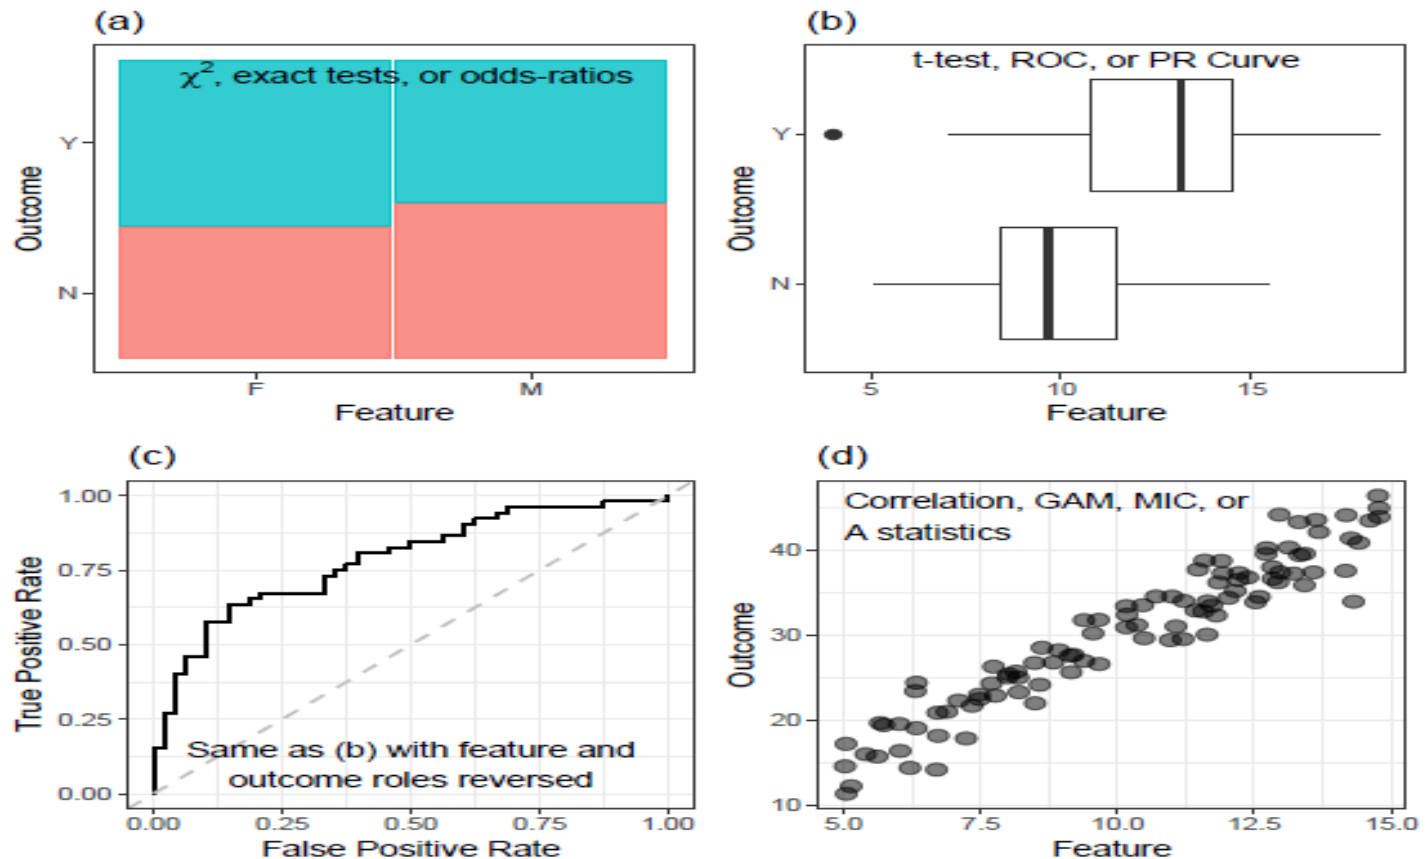 (a)
χ², exact tests, or odds-ratios
Y
N
Outcome
F M
Feature
(b)
t-test, ROC, or PR Curve
Y
N
Outcome
5 10 15
Feature
(c)
1.00
0.75
0.50
0.25
0.00
True Positive Rate
Same as (b) with feature and
outcome roles reversed
0.00 0.25 0.50 0.75 1.00
False Positive Rate
(d)
Correlation, GAM, MIC, or
A statistics
40
30
20
10
Outcome
5.0 7.5 10.0 12.5 15.0
Feature